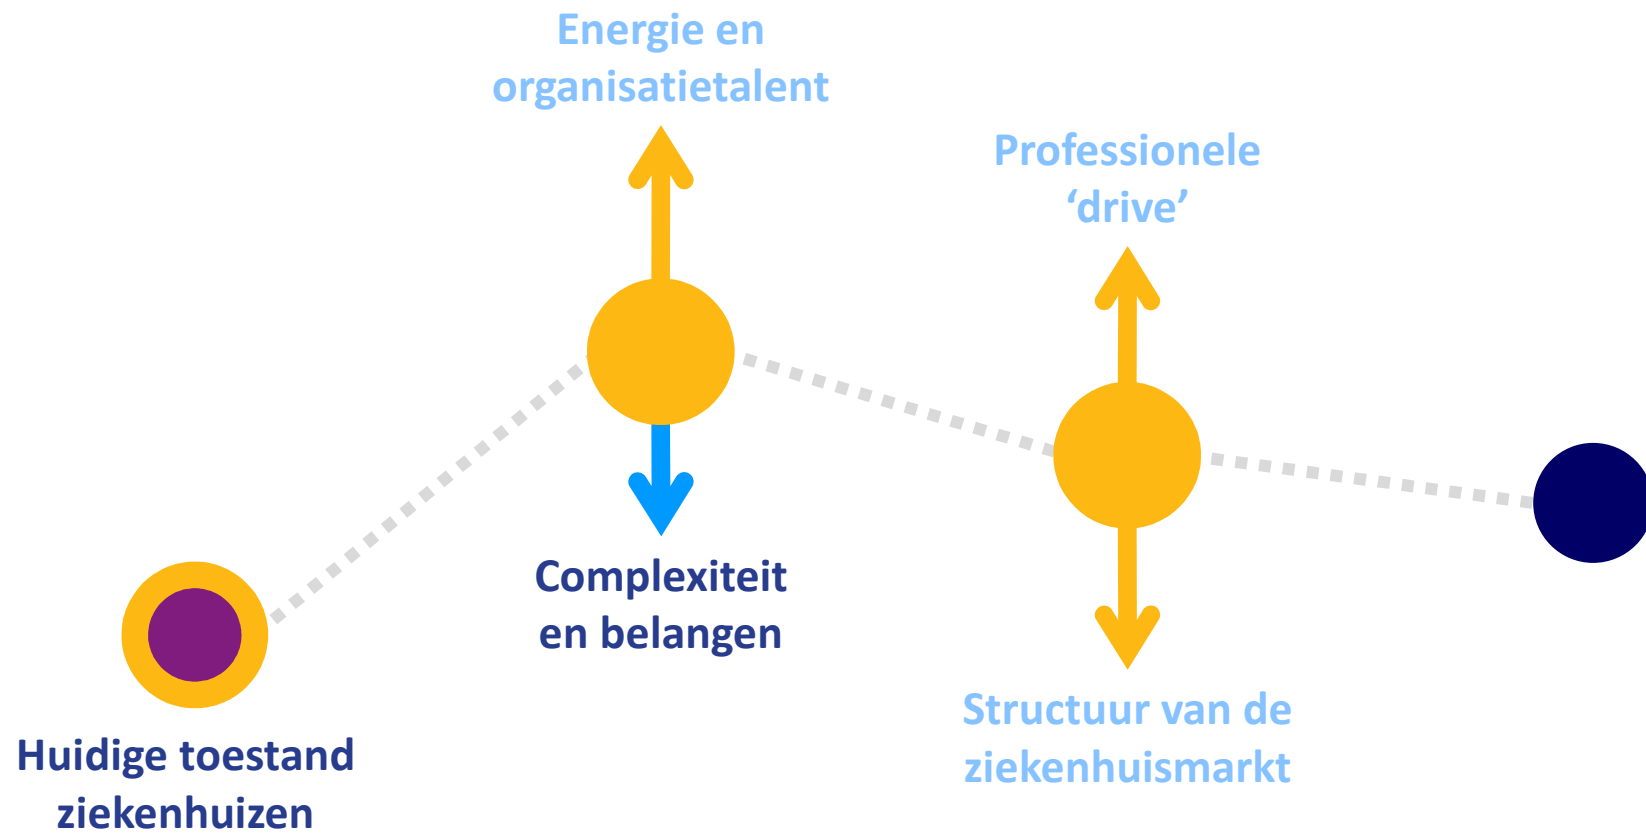 Energie en
organisatietalent
Professionele
‘drive’
Complexiteit
en belangen
Structuur van de
ziekenhuismarkt
Huidige toestand
ziekenhuizen